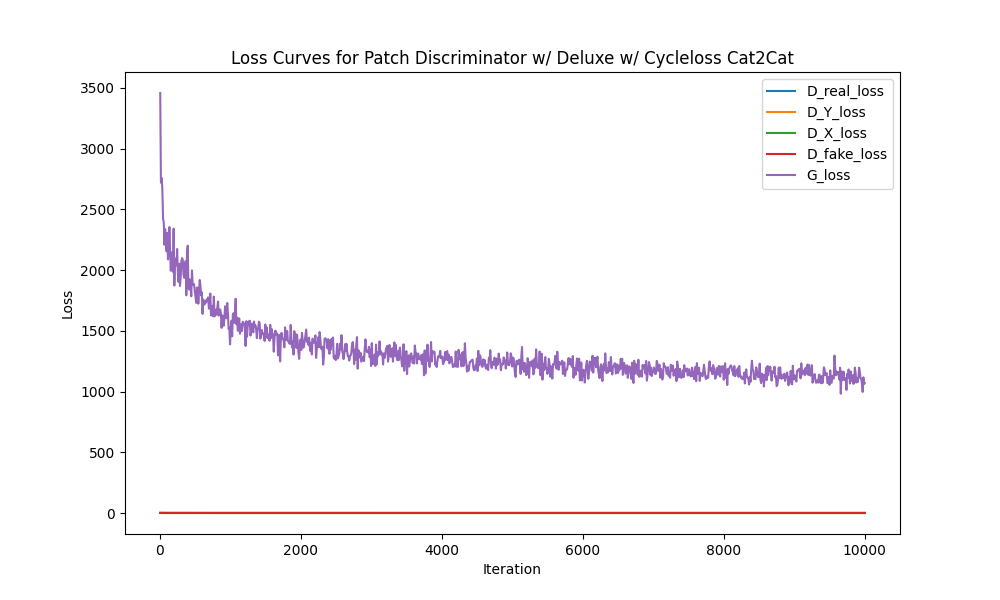 Loss Curves for Patch Discriminator w/ Deluxe w/ Cycleloss Cat2Cat
3500
3000
2500
2000
1500
1000
500
0
Loss
D_real_loss
D_Y_loss
D_X_loss
D_fake_loss
G_loss
0 2000 4000 6000 8000 10000
Iteration